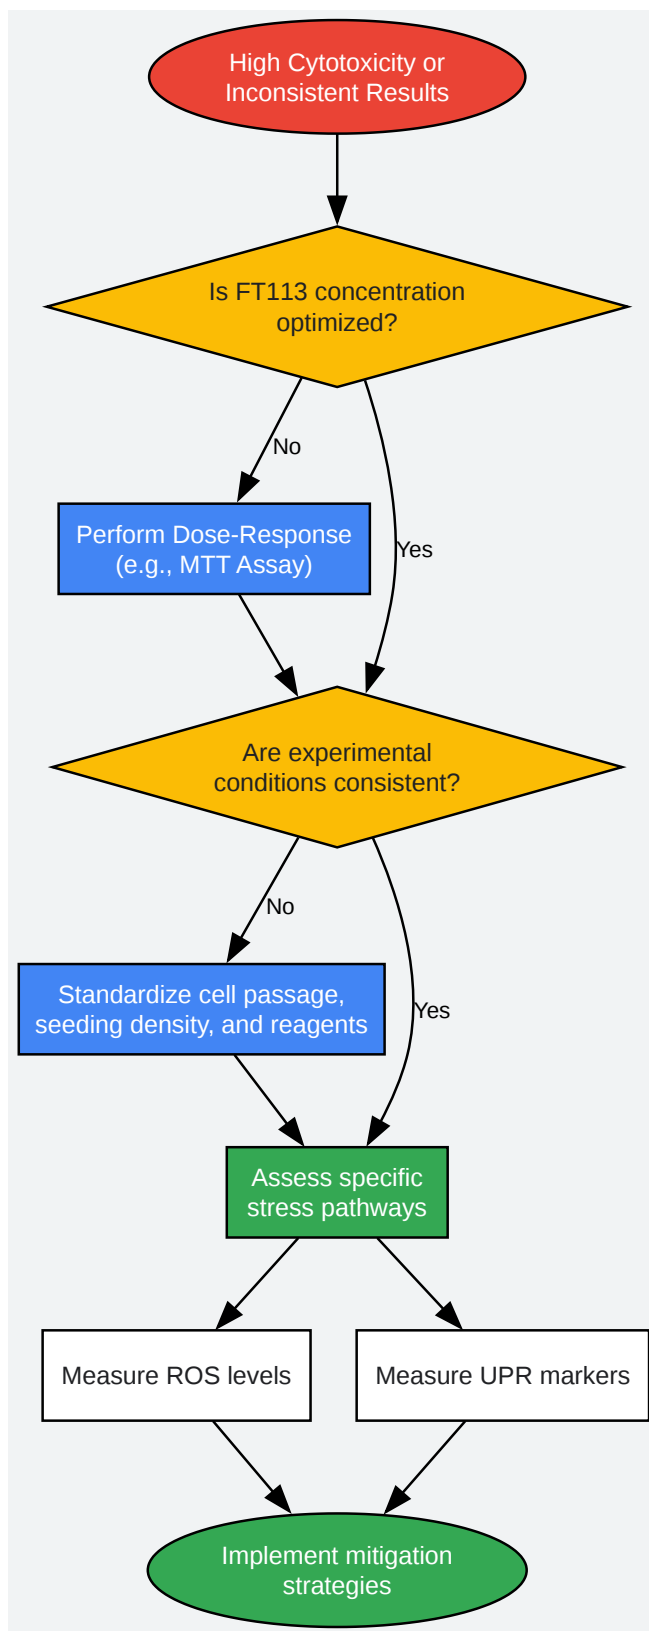 High Cytotoxicity or
Inconsistent Results
Is FT113 concentration
optimized?
No
Perform Dose-Response
(e.g., MTT Assay)
Yes
Are experimental
conditions consistent?
No
Standardize cell passage,
seeding density, and reagents
Yes
Assess specific
stress pathways
Measure ROS levels
Measure UPR markers
Implement mitigation
strategies